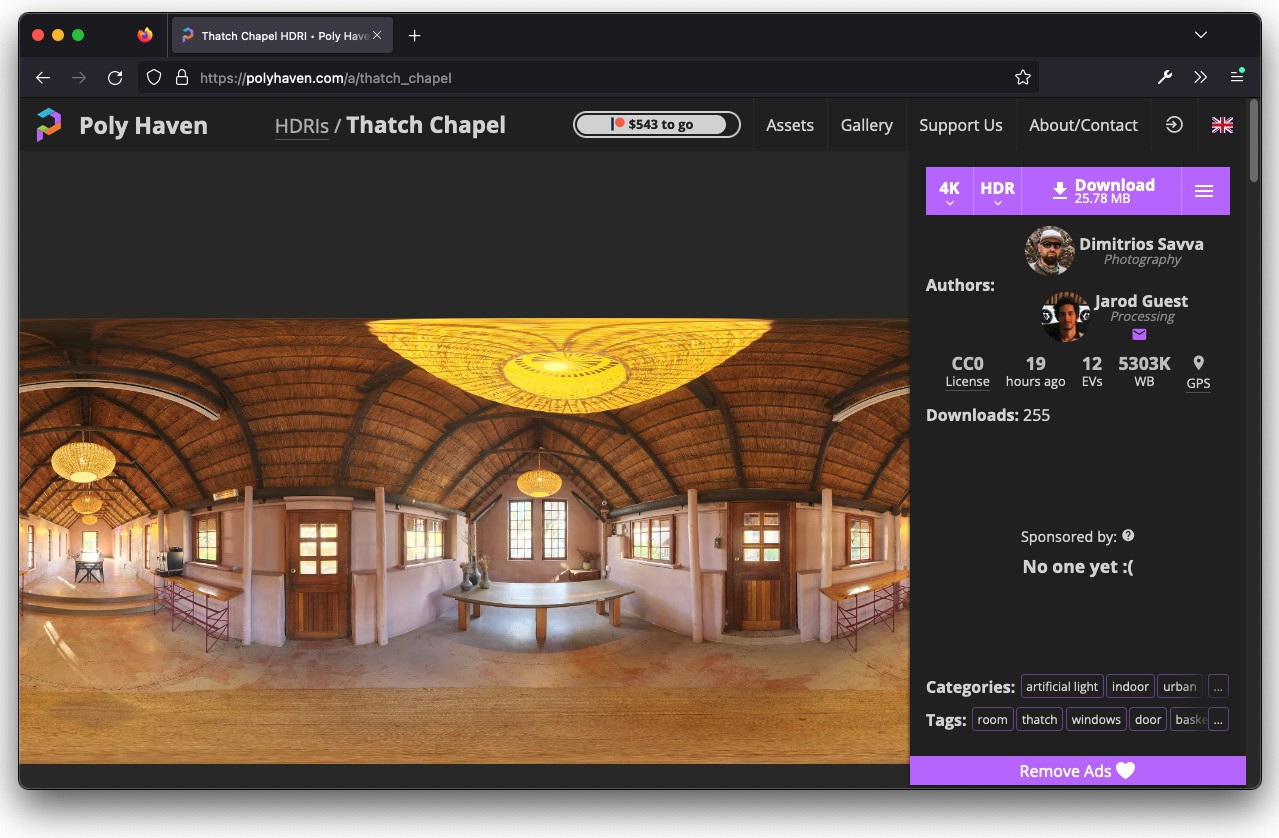 Thatch Chapel HDRI • Poly Have
https://polyhaven.com/a/thatch_chapel
Poly Haven
HDRIs / Thatch Chapel
$543 to go
Assets
Gallery
Support Us
About/Contact
4K
HDR
Download
25.78 MB
Authors:
Dimitrios Savva
Photography
Jarod Guest
Processing
CC0
License
19
hours ago
12
EVs
5303K
WB
GPS
Downloads: 255
Sponsored by: ?
No one yet :(
Categories: artificial light indoor urban ...
Tags: room thatch windows door baske ...
Remove Ads